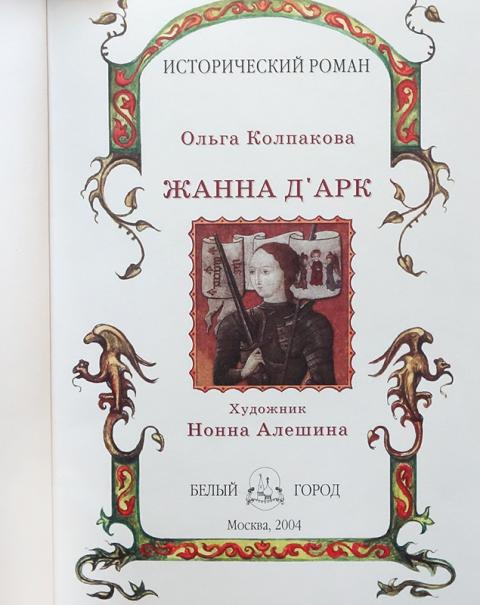 ИСТОРИЧЕСКИЙ РОМАН
Ольга Колпакова
ЖАННА Д'АРК
Художник
Нонна Алешина
БЕЛЫЙ ГОРОД
Москва, 2004